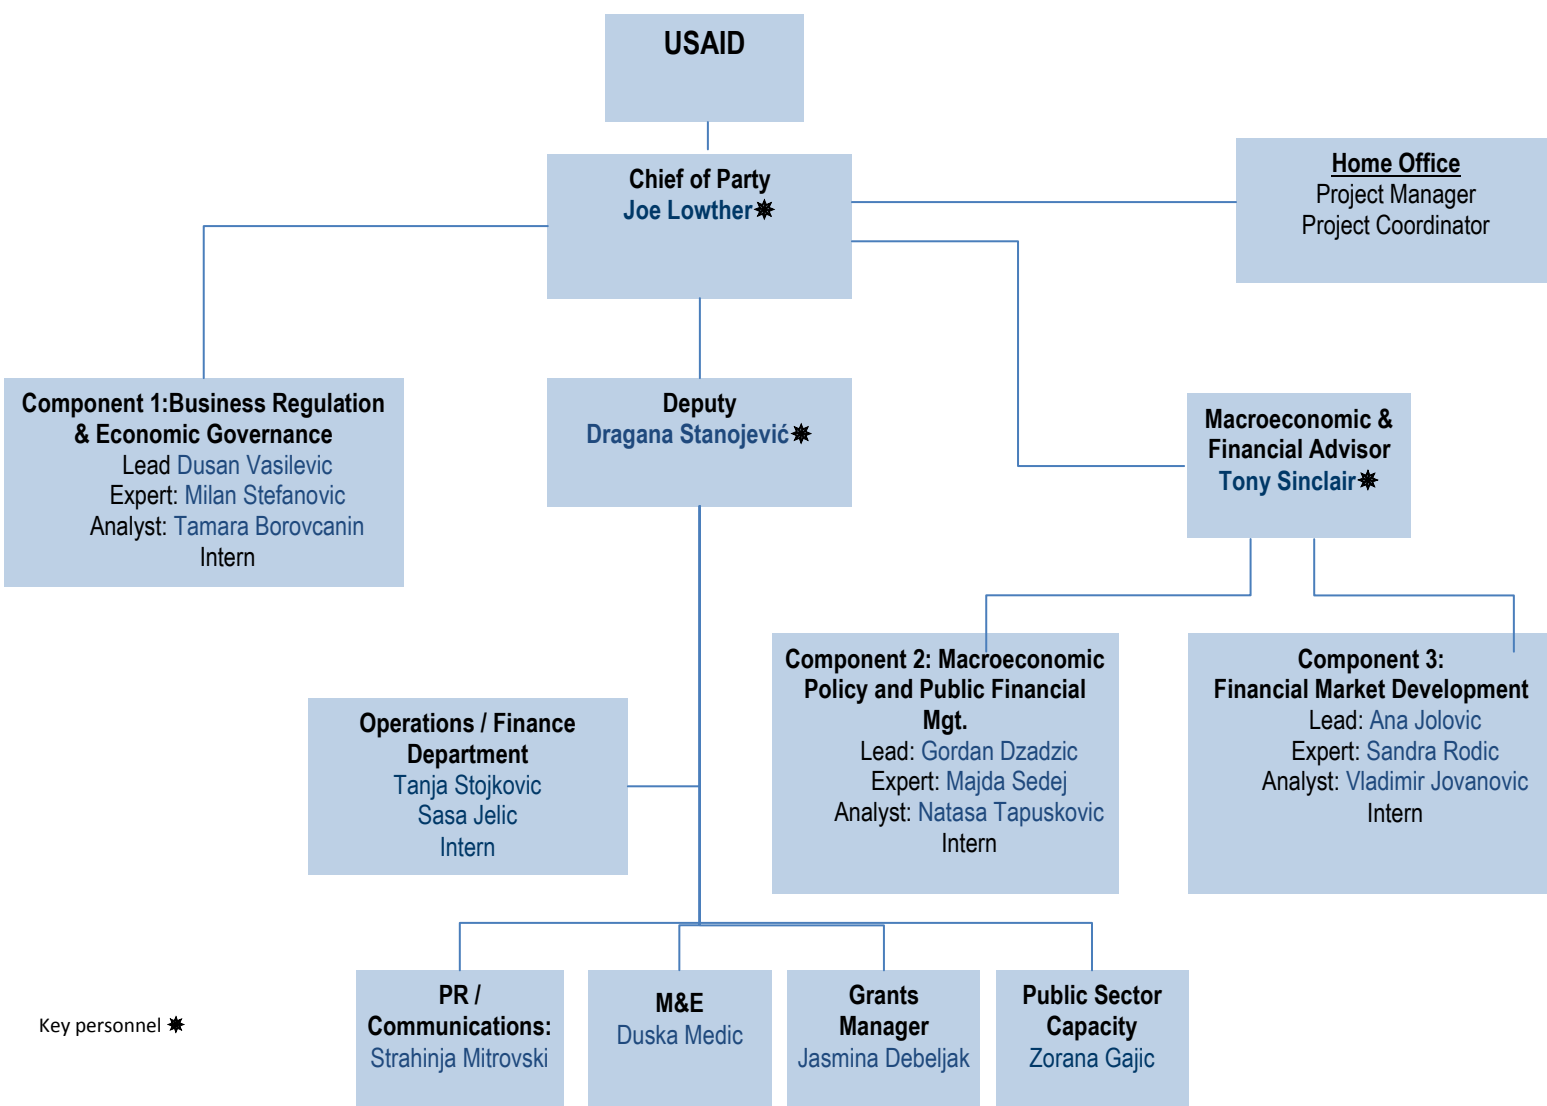 USAID
Chief of Party
Joe Lowther✵
Home Office
Project Manager
Project Coordinator
Component 1:Business Regulation
& Economic Governance
Lead Dusan Vasilevic
Expert: Milan Stefanovic
Analyst: Tamara Borovcanin
Intern
Deputy
Dragana Stanojević✵
Macroeconomic &
Financial Advisor
Tony Sinclair✵
Component 2: Macroeconomic
Policy and Public Financial
Mgt.
Lead: Gordan Dzadzic
Expert: Majda Sedej
Analyst: Natasa Tapuskovic
Intern
Component 3:
Financial Market Development
Lead: Ana Jolovic
Expert: Sandra Rodic
Analyst: Vladimir Jovanovic
Intern
Operations / Finance
Department
Tanja Stojkovic
Sasa Jelic
Intern
PR /
Communications:
Strahinja Mitrovski
M&E
Duska Medic
Grants
Manager
Jasmina Debeljak
Public Sector
Capacity
Zorana Gajic
Key personnel ✵